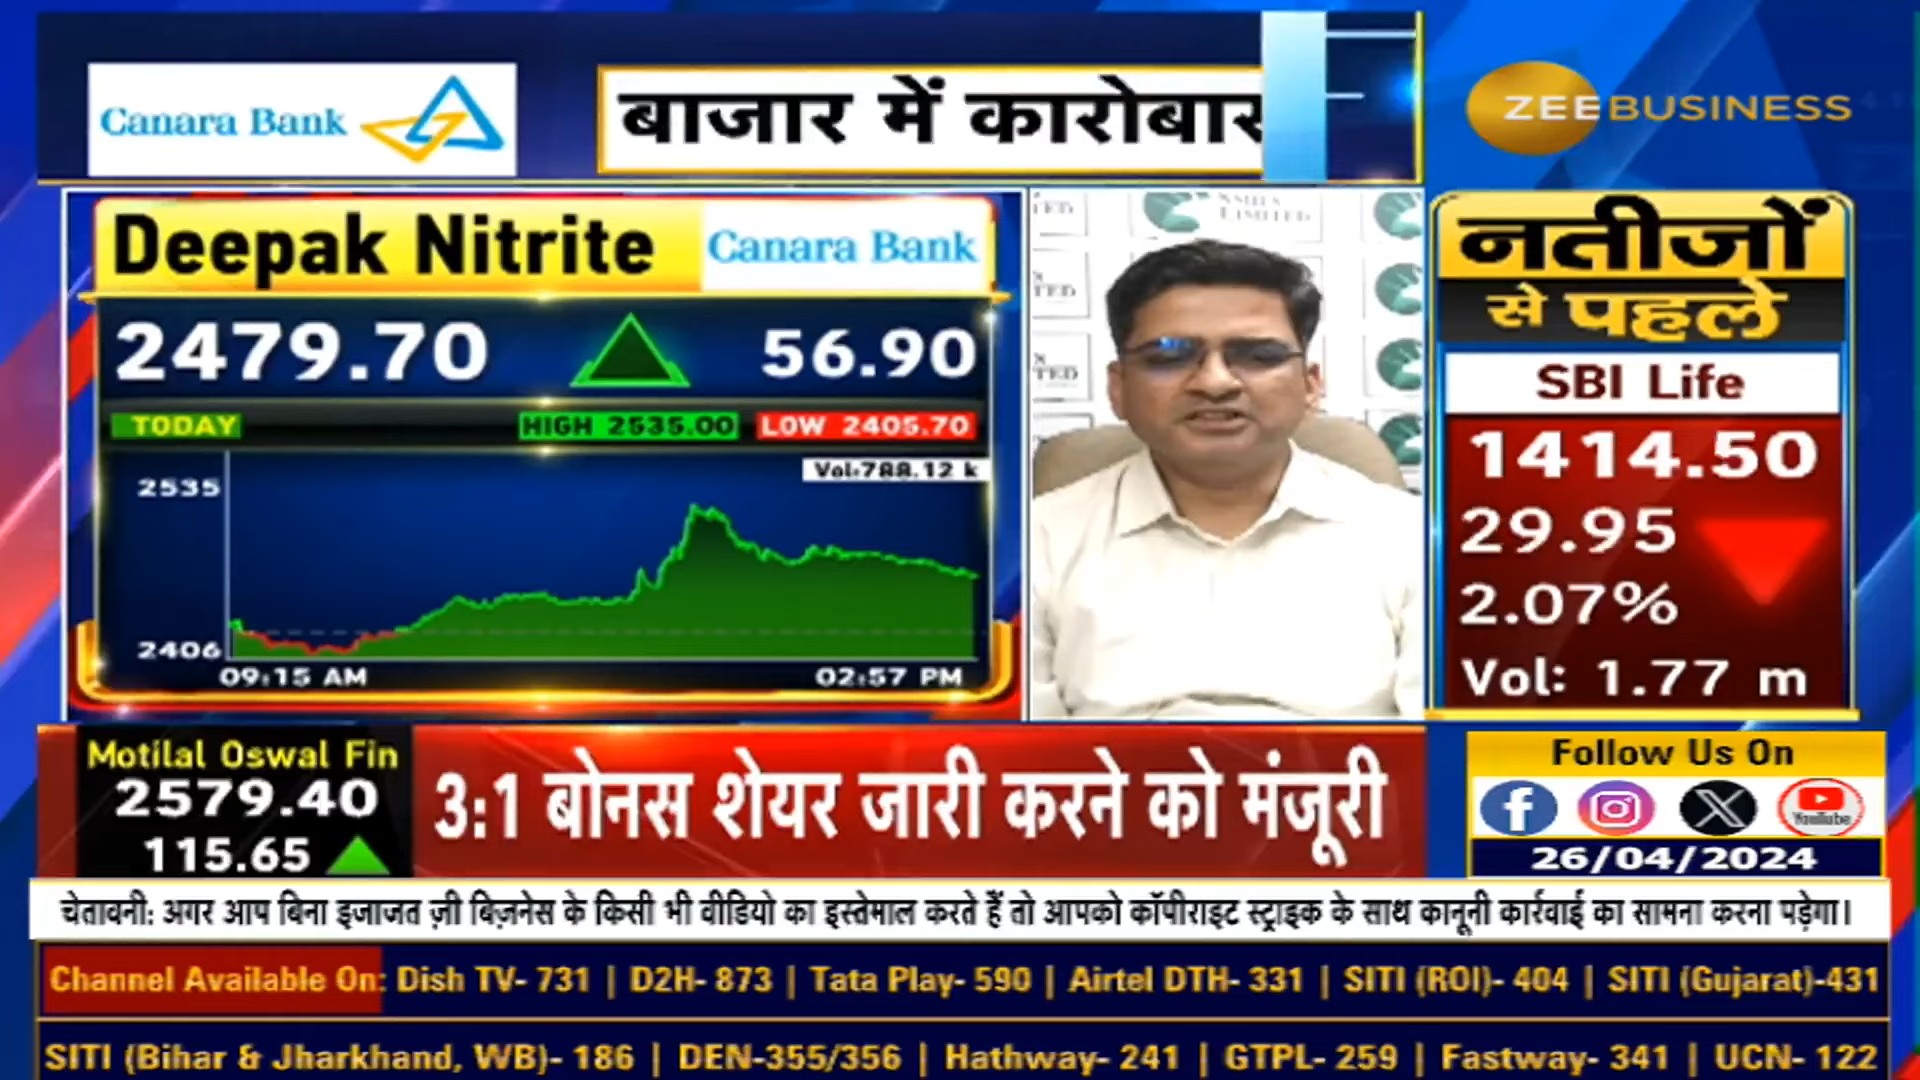 Canara Bank
बाजार में कारोबार
ZEEBUSINESS
Deepak Nitrite
Canara Bank
2479.70
56.90
TODAY
HIGH 2535.00
LOW 2405.70
Vol:788.12 k
2535
2406
09:15 AM
02:57 PM
LIMITED
नतीजों
से पहले
SBI Life
1414.50
29.95
2.07%
Vol: 1.77 m
Motilal Oswal Fin
2579.40
115.65
3:1 बोनस शेयर जारी करने को मंजूरी
Follow Us On
YouTube
26/04/2024
चेतावनी: अगर आप बिना इजाजत ज़ी बिज़नेस के किसी भी वीडियो का इस्तेमाल करते हैं तो आपको कॉपीराइट स्ट्राइक के साथ कानूनी कार्रवाई का सामना करना पड़ेगा।
Channel Available On: Dish TV- 731 | D2H- 873 | Tata Play- 590 | Airtel DTH- 331 | SITI (ROI)- 404 | SITI (Gujarat)-431
SITI (Bihar & Jharkhand, WB)- 186 | DEN-355/356 | Hathway- 241 | GTPL- 259 | Fastway- 341 | UCN- 122